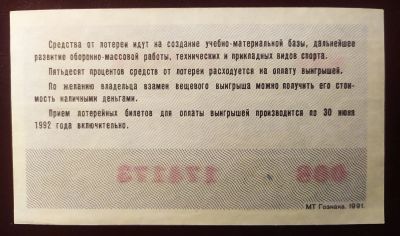 Средства от лотереи идут на создание учебно-материальной базы, дальнейшее
развитие оборонно-массовой работы, технических и прикладных видов спорта.
Пятьдесят процентов средств от лотереи расходуется на оплату выигрышей.
По желанию владельца взамен вещевого выигрыша можно получить его стои-
мость наличными деньгами.
Прием лотерейных билетов для оплаты выигрышей производится по 30 июня
1992 года включительно.
МТ Гознака. 1991.